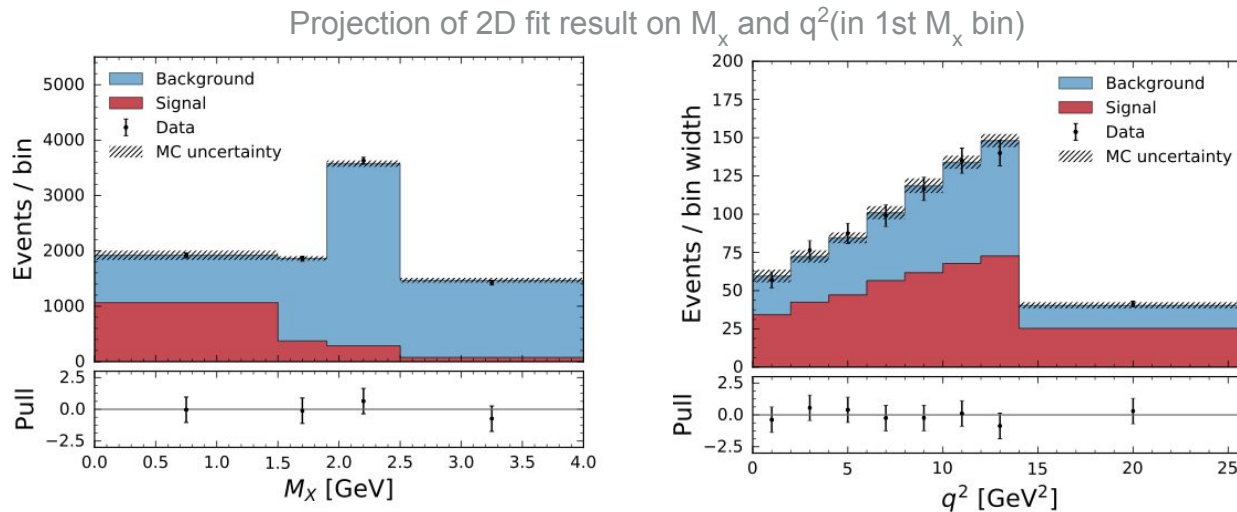 Projection of 2D fit result on Mₓ and q²(in 1st Mₓ bin)
Events / bin
5000
4000
3000
2000
1000
0
Background
Signal
Data
MC uncertainty
Pull
2.5
0.0
−2.5
0.0 0.5 1.0 1.5 2.0 2.5 3.0 3.5 4.0
M_X [GeV]
Events / bin width
200
175
150
125
100
75
50
25
0
Background
Signal
Data
MC uncertainty
Pull
2.5
0.0
−2.5
0 5 10 15 20 25
q² [GeV²]